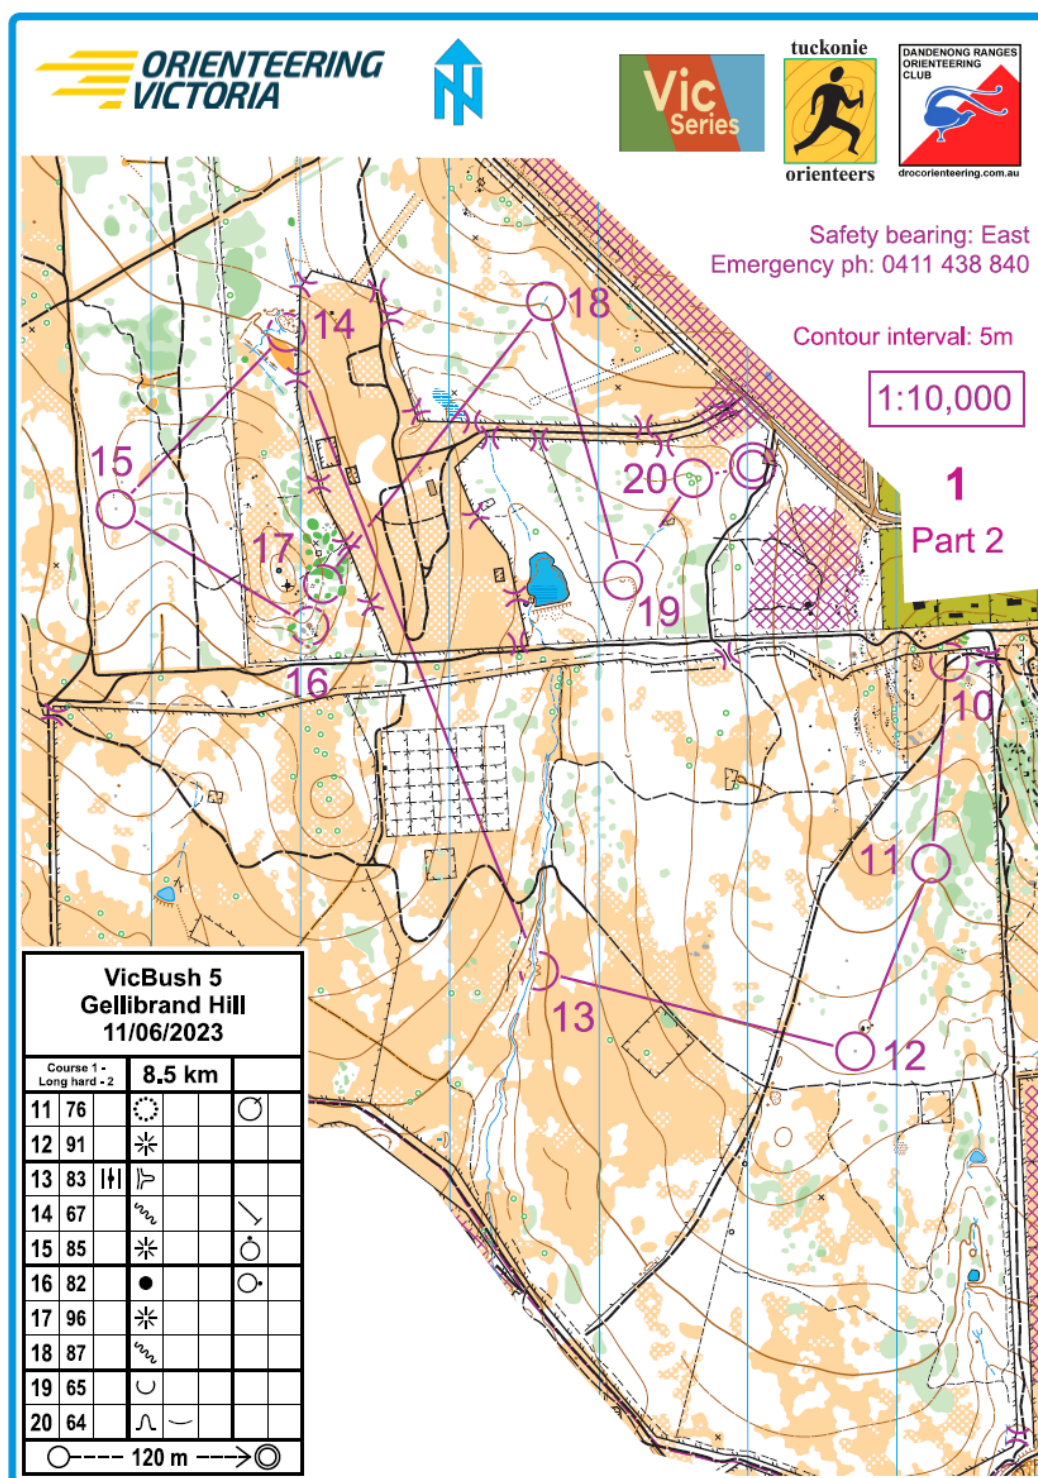 ORIENTEERING
VICTORIA
N
Vic
Series
tuckonie
orienteers
DANDENONG RANGES
ORIENTEERING
CLUB
drocorienteering.com.au
Safety bearing: East
Emergency ph: 0411 438 840
Contour interval: 5m
1:10,000
1
Part 2
14
18
15
20
17
19
16
10
11
13
12
VicBush 5
Gellibrand Hill
11/06/2023
Course 1 -
Long hard - 2
8.5 km
11 76
12 91
13 83
14 67
15 85
16 82
17 96
18 87
19 65
20 64
120 m